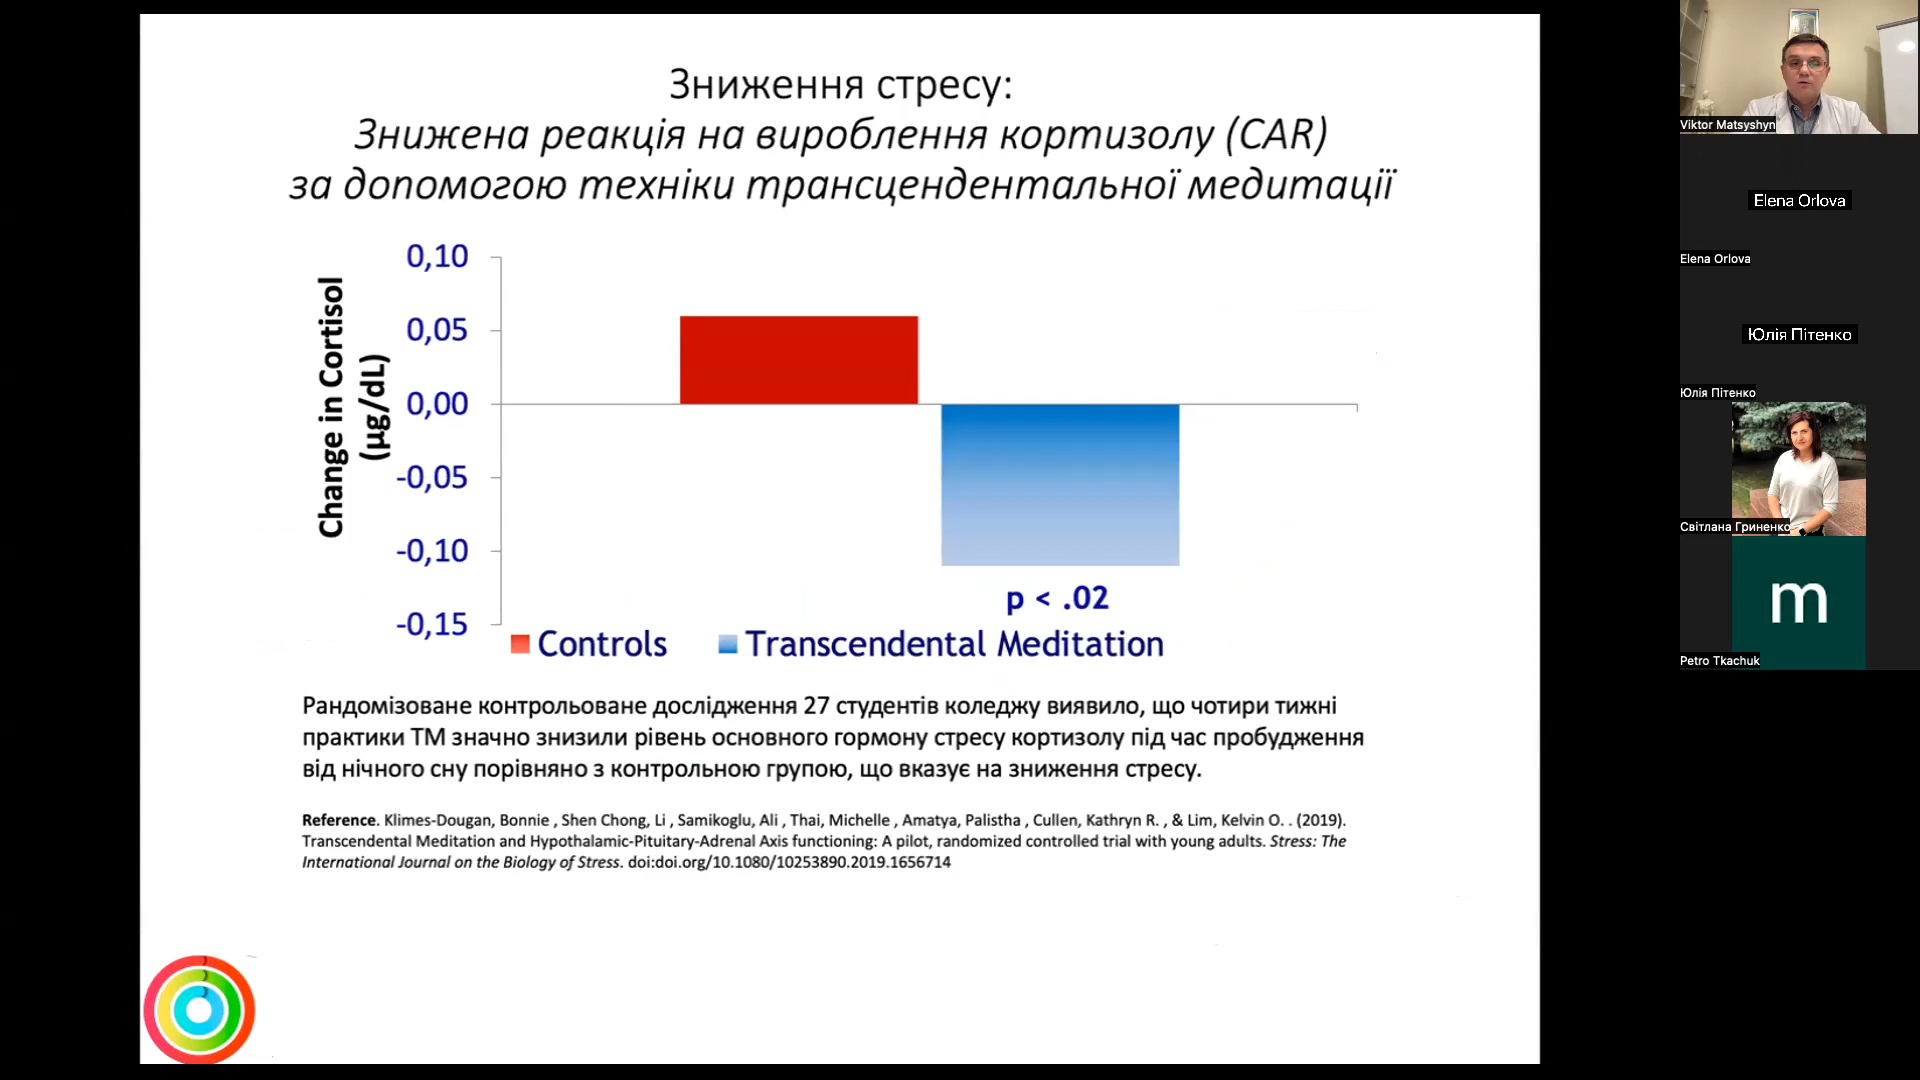 Зниження стресу:
Знижена реакція на вироблення кортизолу (CAR)
за допомогою техніки трансцендентальної медитації
Change in Cortisol
(µg/dL)
0,10
0,05
0,00
-0,05
-0,10
-0,15
p < .02
Controls
Transcendental Meditation
Рандомізоване контрольоване дослідження 27 студентів коледжу виявило, що чотири тижні
практики ТМ значно знизили рівень основного гормону стресу кортизолу під час пробудження
від нічного сну порівняно з контрольною групою, що вказує на зниження стресу.
Reference. Klimes-Dougan, Bonnie , Shen Chong, Li , Samikoglu, Ali , Thai, Michelle , Amatya, Palistha , Cullen, Kathryn R. , & Lim, Kelvin O. . (2019).
Transcendental Meditation and Hypothalamic-Pituitary-Adrenal Axis functioning: A pilot, randomized controlled trial with young adults. Stress: The
International Journal on the Biology of Stress. doi:doi.org/10.1080/10253890.2019.1656714
Viktor Matsyshyn
Elena Orlova
Elena Orlova
Юлія Пітенко
Юлія Пітенко
Світлана Гриненко
m
Petro Tkachuk